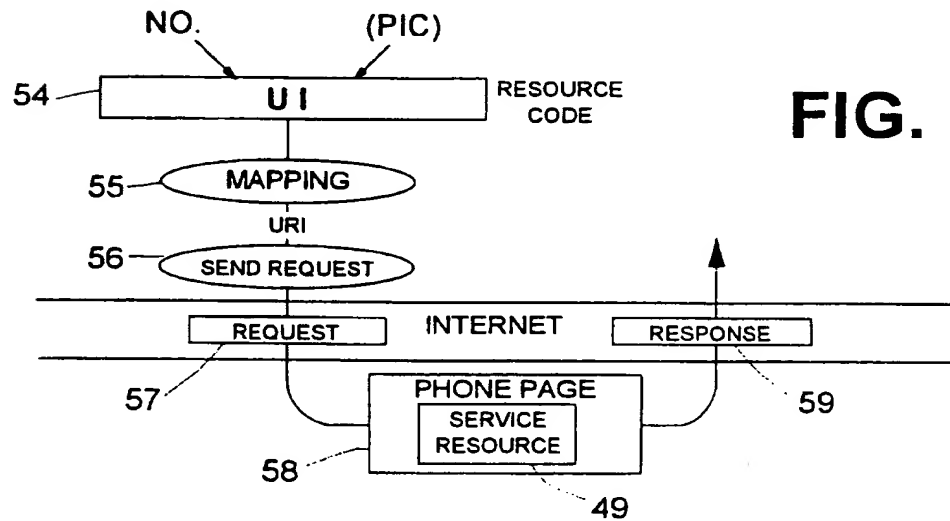 NO. (PIC)
54 UI RESOURCE
CODE
FIG.
55 MAPPING
URI
56 SEND REQUEST
REQUEST INTERNET RESPONSE
57 PHONE PAGE 59
SERVICE
RESOURCE
58
49